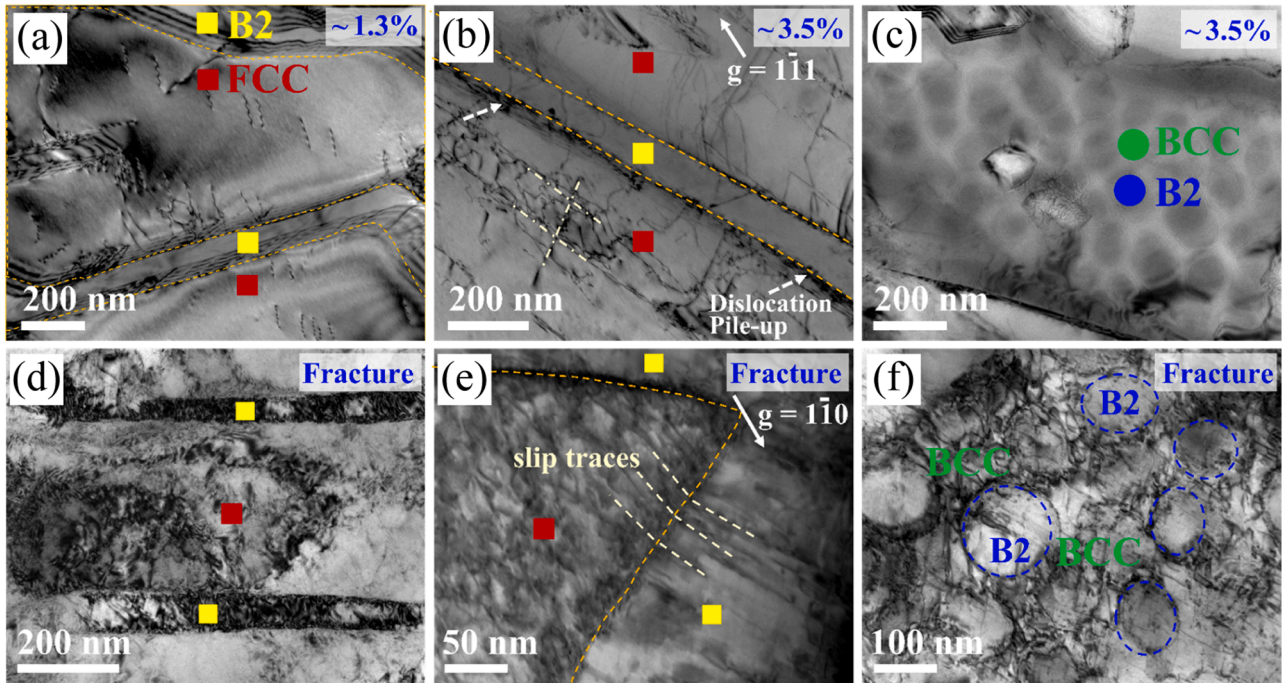 (a)
B2
~1.3%
FCC
200 nm
(b)
~3.5%
g = 11̅1
Dislocation
Pile-up
200 nm
(c)
~3.5%
BCC
B2
200 nm
(d)
Fracture
200 nm
(e)
Fracture
g = 11̅0
slip traces
50 nm
(f)
Fracture
B2
BCC
B2
BCC
100 nm